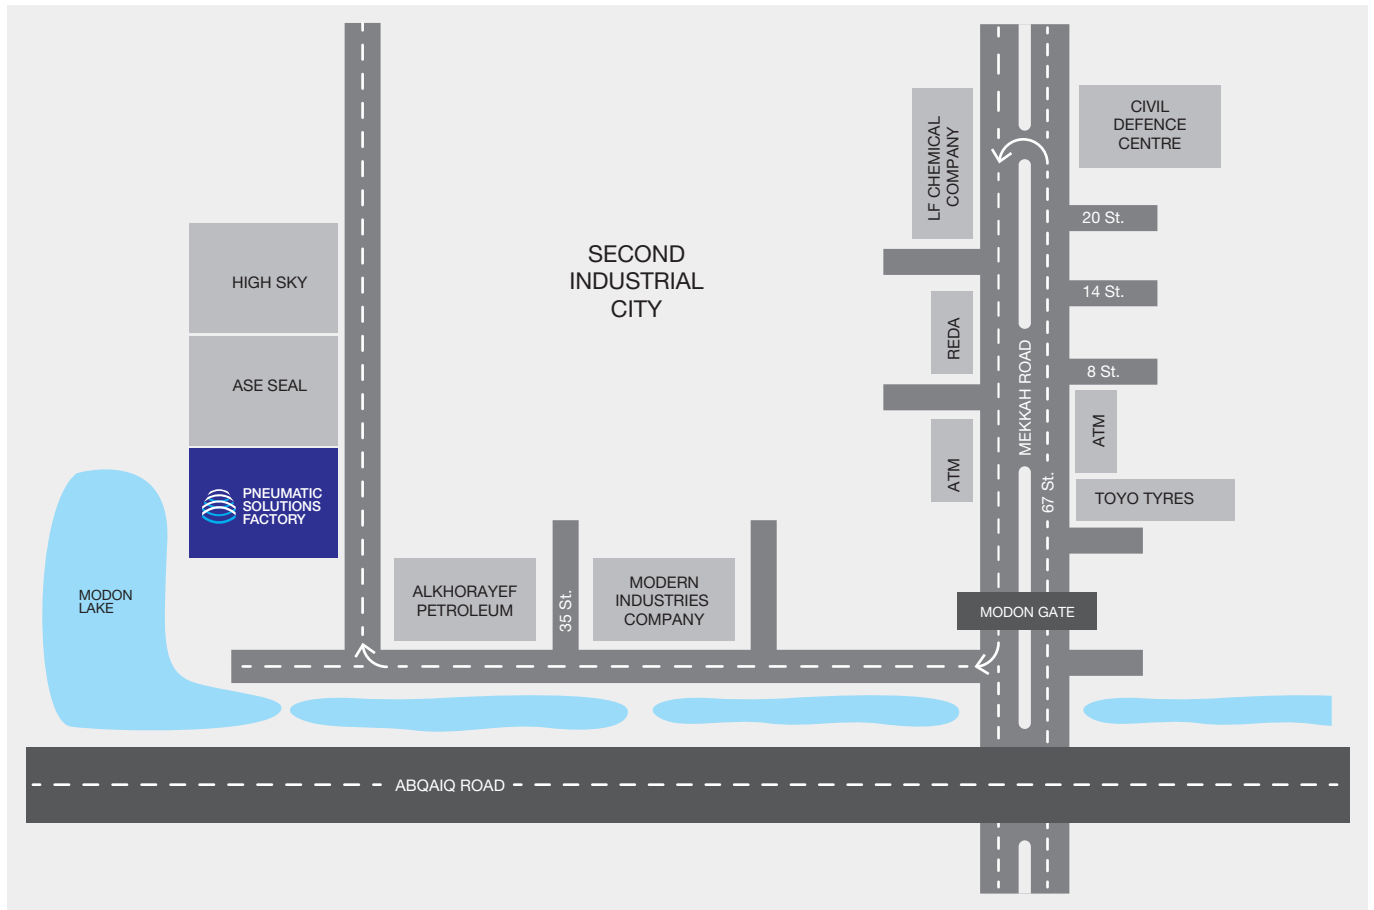 CIVIL
DEFENCE
CENTRE
LF CHEMICAL
COMPANY
20 St.
SECOND
INDUSTRIAL
CITY
HIGH SKY
14 St.
REDA
MEKKAH ROAD
8 St.
ASE SEAL
ATM
ATM
67 St.
TOYO TYRES
PNEUMATIC
SOLUTIONS
FACTORY
MODON
LAKE
ALKHORAYEF
PETROLEUM
35 St.
MODERN
INDUSTRIES
COMPANY
MODON GATE
ABQAIQ ROAD